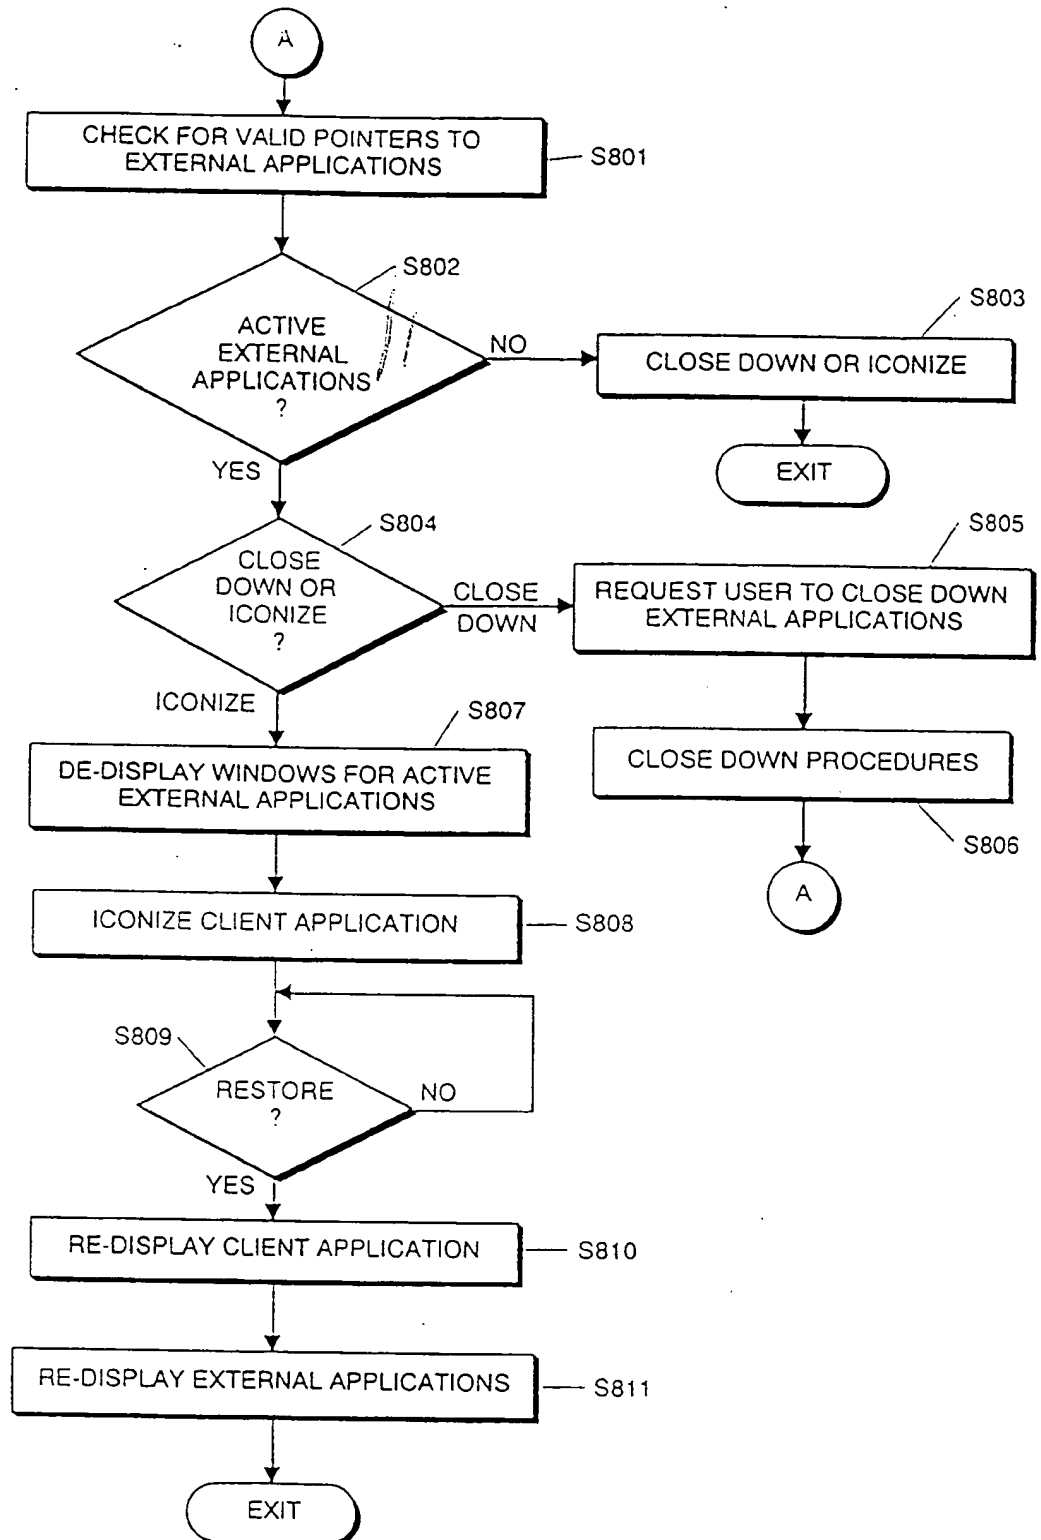 A
CHECK FOR VALID POINTERS TO
EXTERNAL APPLICATIONS
S801
S802
ACTIVE
EXTERNAL
APPLICATIONS
?
NO
S803
CLOSE DOWN OR ICONIZE
EXIT
YES
S804
CLOSE
DOWN OR
ICONIZE
?
CLOSE
DOWN
S805
REQUEST USER TO CLOSE DOWN
EXTERNAL APPLICATIONS
CLOSE DOWN PROCEDURES
S806
A
ICONIZE
S807
DE-DISPLAY WINDOWS FOR ACTIVE
EXTERNAL APPLICATIONS
ICONIZE CLIENT APPLICATION
S808
S809
RESTORE
?
NO
YES
RE-DISPLAY CLIENT APPLICATION
S810
RE-DISPLAY EXTERNAL APPLICATIONS
S811
EXIT